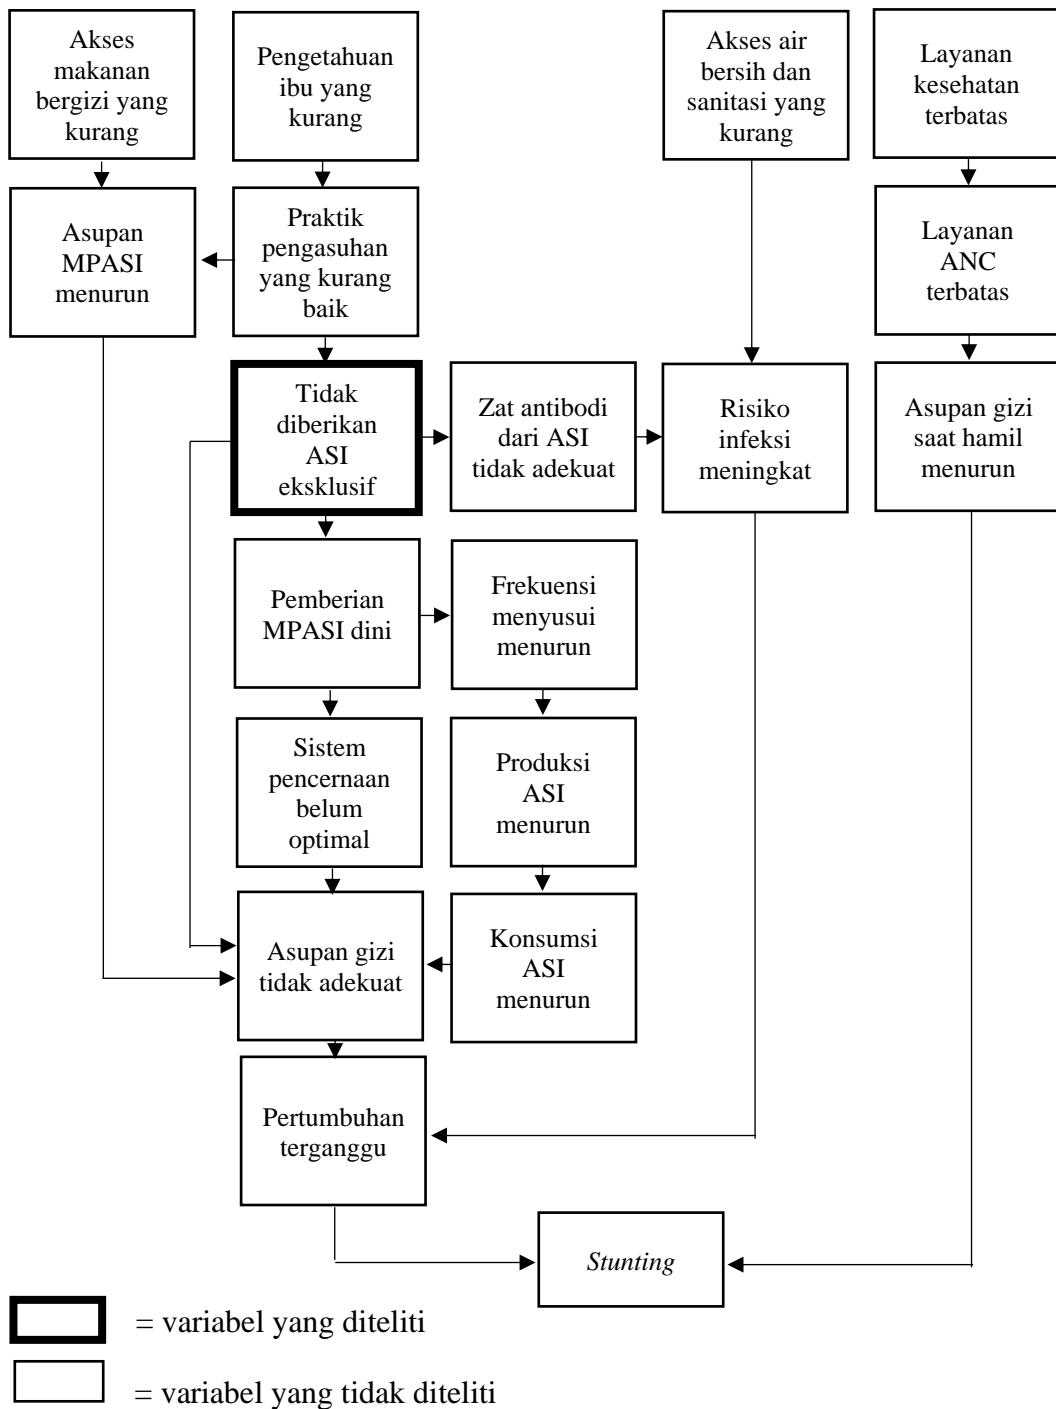 Akses
makanan
bergizi yang
kurang
Pengetahuan
ibu yang
kurang
Akses air
bersih dan
sanitasi yang
kurang
Layanan
kesehatan
terbatas
Asupan
MPASI
menurun
Praktik
pengasuhan
yang kurang
baik
Layanan
ANC
terbatas
Tidak
diberikan
ASI
eksklusif
Zat antibodi
dari ASI
tidak adekuat
Risiko
infeksi
meningkat
Asupan gizi
saat hamil
menurun
Pemberian
MPASI dini
Frekuensi
menyusui
menurun
Sistem
pencernaan
belum
optimal
Produksi
ASI
menurun
Asupan gizi
tidak adekuat
Konsumsi
ASI
menurun
Pertumbuhan
terganggu
Stunting
= variabel yang diteliti
= variabel yang tidak diteliti